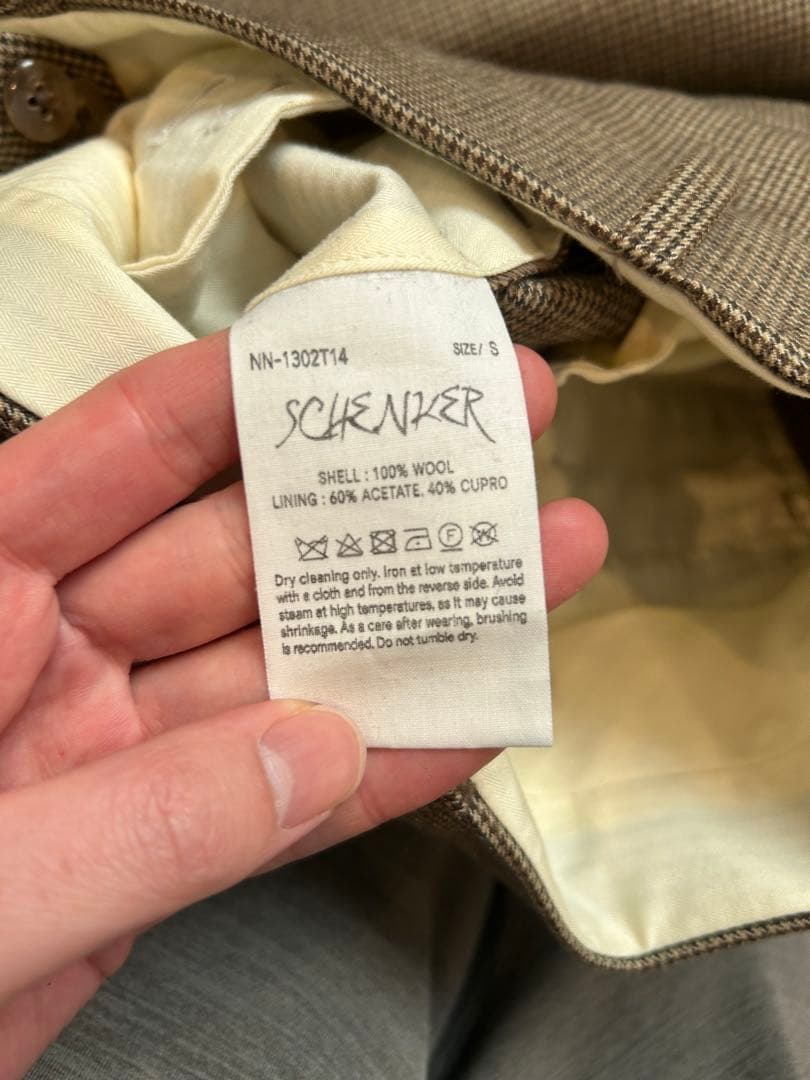 NN-1302T14 SIZE/ S
SCHENKER
SHELL : 100% WOOL
LINING : 60% ACETATE, 40% CUPRO
F W
Dry cleaning only. Iron at low temperature
with a cloth and from the reverse side. Avoid
steam at high temperatures, as it may cause
shrinkage. As a care after wearing, brushing
is recommended. Do not tumble dry.